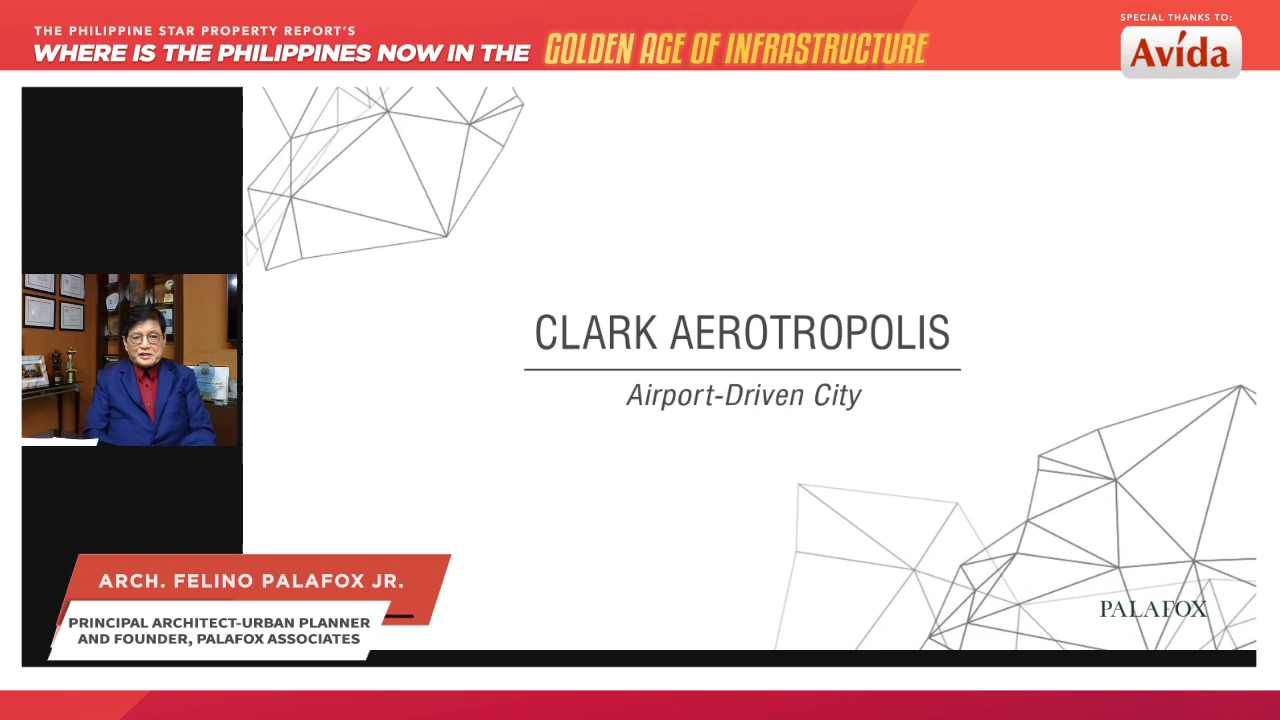 THE PHILIPPINE STAR PROPERTY REPORT'S
WHERE IS THE PHILIPPINES NOW IN THE GOLDEN AGE OF INFRASTRUCTURE
SPECIAL THANKS TO:
Avída
CLARK AEROTROPOLIS
Airport-Driven City
ARCH. FELINO PALAFOX JR.
PRINCIPAL ARCHITECT-URBAN PLANNER
AND FOUNDER, PALAFOX ASSOCIATES
PALAFOX